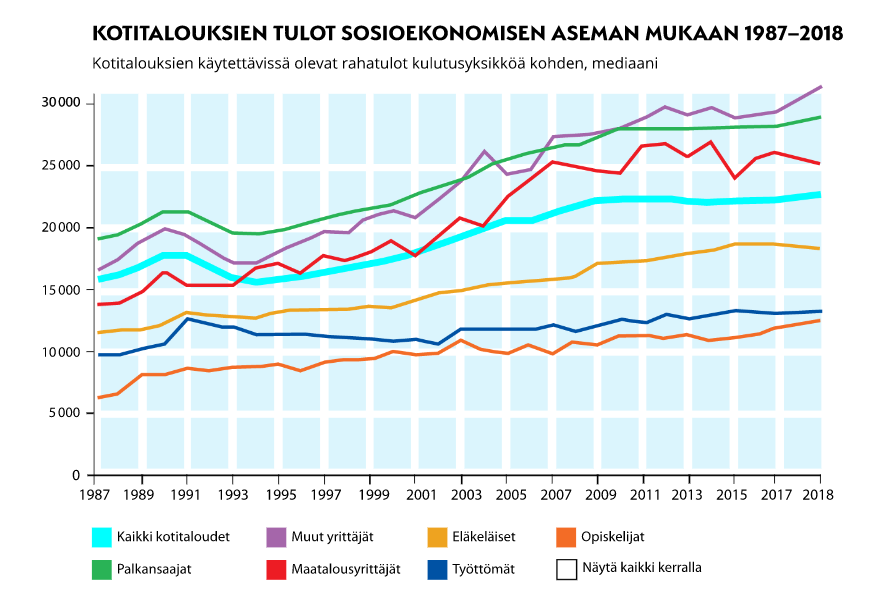 KOTITALOUKSIEN TULOT SOSIOEKONOMISEN ASEMAN MUKAAN 1987–2018
Kotitalouksien käytettävissä olevat rahatulot kulutusyksikköä kohden, mediaani
30 000
25 000
20 000
15 000
10 000
5 000
0
1987 1989 1991 1993 1995 1997 1999 2001 2003 2005 2007 2009 2011 2013 2015 2017 2018
Kaikki kotitaloudet Muut yrittäjät Eläkeläiset Opiskelijat
Palkansaajat Maatalousyrittäjät Työttömät Näytä kaikki kerralla